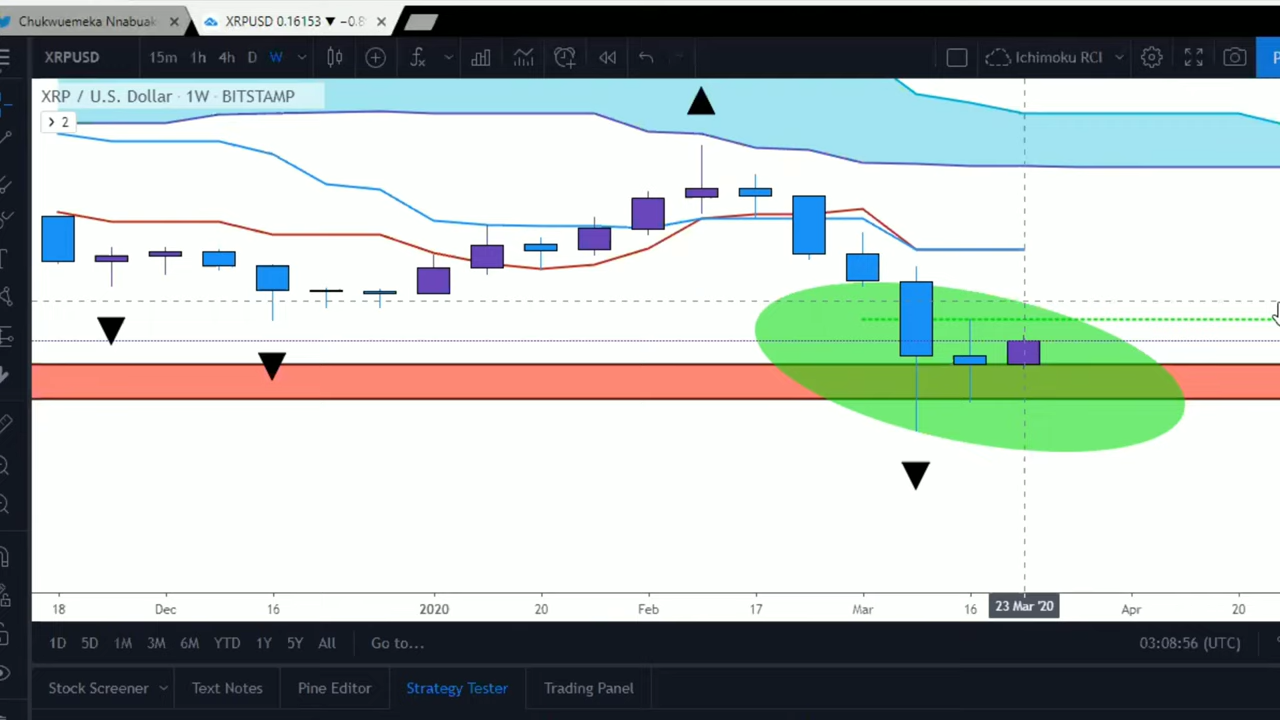 Chukwuemeka Nnabuak
XRPUSD 0.16153 ▼ −0.8
XRPUSD 15m 1h 4h D W Ichimoku RCI P
XRP / U.S. Dollar · 1W · BITSTAMP
2
18 Dec 16 2020 20 Feb 17 Mar 16 23 Mar '20 Apr 20
1D 5D 1M 3M 6M YTD 1Y 5Y All Go to... 03:08:56 (UTC)
Stock Screener Text Notes Pine Editor Strategy Tester Trading Panel